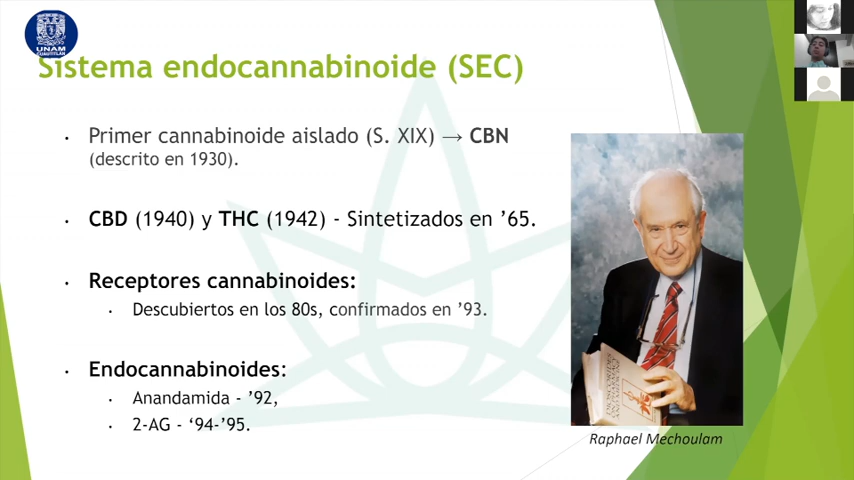 UNAM
CUAUTITLÁN
Sistema endocannabinoide (SEC)
• Primer cannabinoide aislado (S. XIX) → CBN
(descrito en 1930).
• CBD (1940) y THC (1942) - Sintetizados en ’65.
• Receptores cannabinoides:
• Descubiertos en los 80s, confirmados en ’93.
• Endocannabinoides:
• Anandamida - ’92,
• 2-AG - ‘94-’95.
Raphael Mechoulam